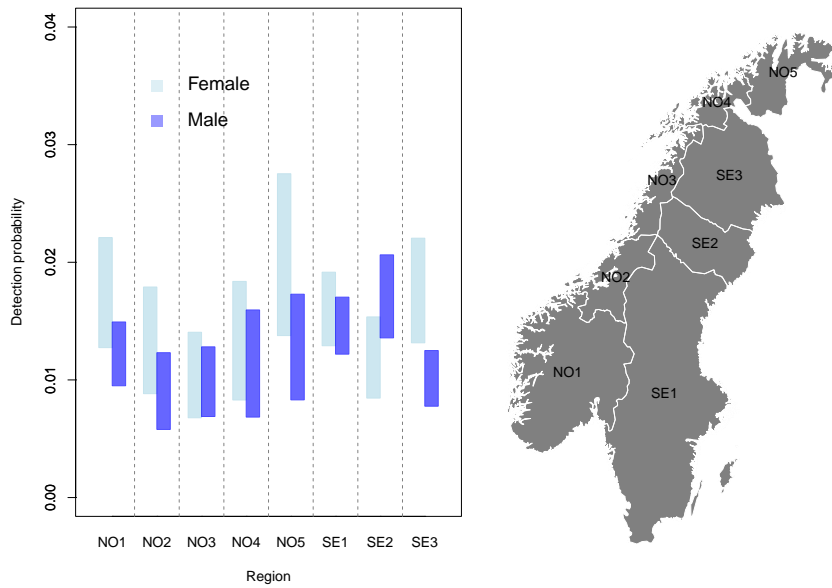 Detection probability
0.04
0.03
0.02
0.01
0.00
Female
Male
NO1 NO2 NO3 NO4 NO5 SE1 SE2 SE3
Region
NO5
NO4
NO3
SE3
SE2
NO2
NO1
SE1